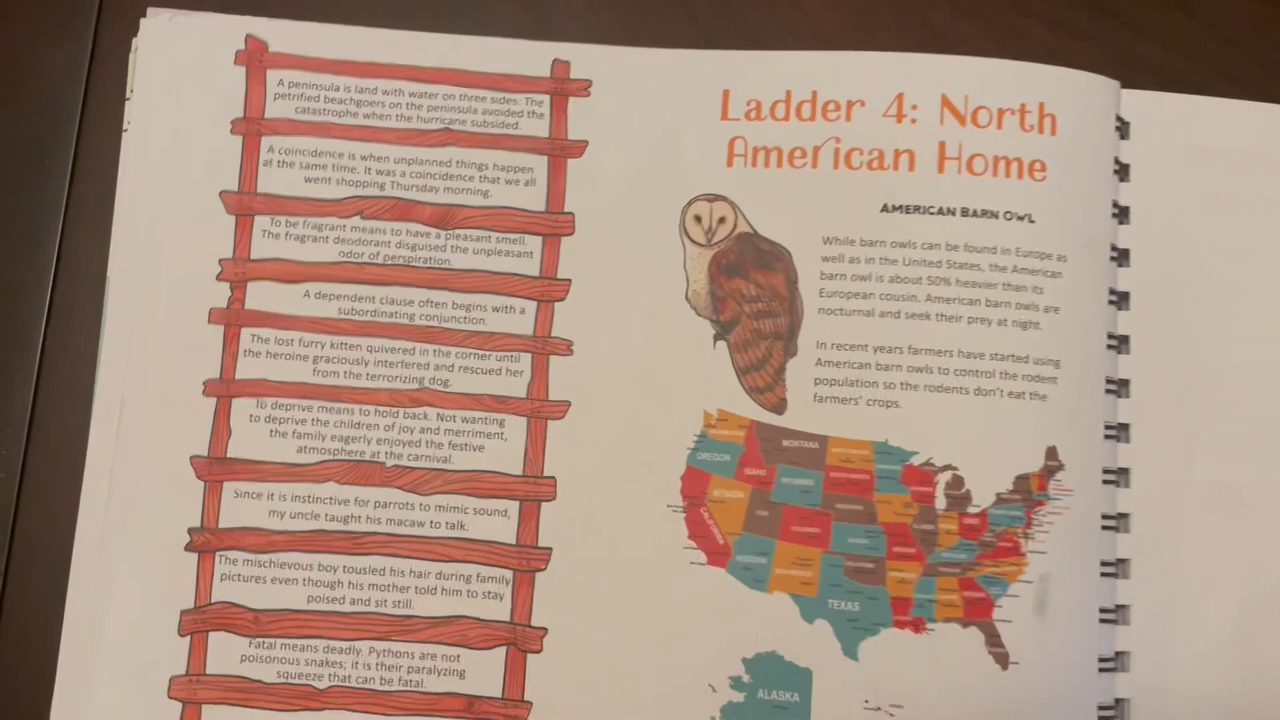 A peninsula is land with water on three sides. The
petrified beachgoers on the peninsula avoided the
catastrophe when the hurricane subsided.
A coincidence is when unplanned things happen
at the same time. It was a coincidence that we all
went shopping Thursday morning.
To be fragrant means to have a pleasant smell.
The fragrant deodorant disguised the unpleasant
odor of perspiration.
A dependent clause often begins with a
subordinating conjunction.
The lost furry kitten quivered in the corner until
the heroine graciously interfered and rescued her
from the terrorizing dog.
To deprive means to hold back. Not wanting
to deprive the children of joy and merriment,
the family eagerly enjoyed the festive
atmosphere at the carnival.
Since it is instinctive for parrots to mimic sound,
my uncle taught his macaw to talk.
The mischievous boy tousled his hair during family
pictures even though his mother told him to stay
poised and sit still.
Fatal means deadly. Pythons are not
poisonous snakes; it is their paralyzing
squeeze that can be fatal.
Ladder 4: North
American Home
AMERICAN BARN OWL
While barn owls can be found in Europe as
well as in the United States, the American
barn owl is about 50% heavier than its
European cousin. American barn owls are
nocturnal and seek their prey at night.
In recent years farmers have started using
American barn owls to control the rodent
population so the rodents don't eat the
farmers' crops.
MONTANA
OREGON
IDAHO
WYOMING
NEVADA
CALIFORNIA
COLORADO
TEXAS
ALASKA